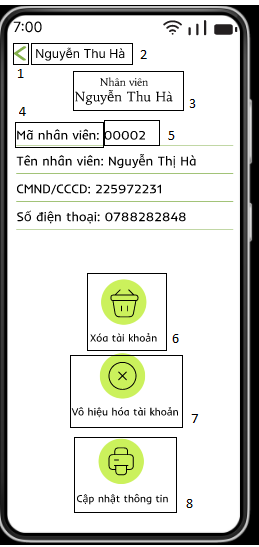 7:00
Nguyễn Thu Hà 2
1
Nhân viên
Nguyễn Thu Hà 3
4
Mã nhân viên: 00002 5
Tên nhân viên: Nguyễn Thị Hà
CMND/CCCD: 225972231
Số điện thoại: 0788282848
Xóa tài khoản 6
Vô hiệu hóa tài khoản 7
Cập nhật thông tin 8